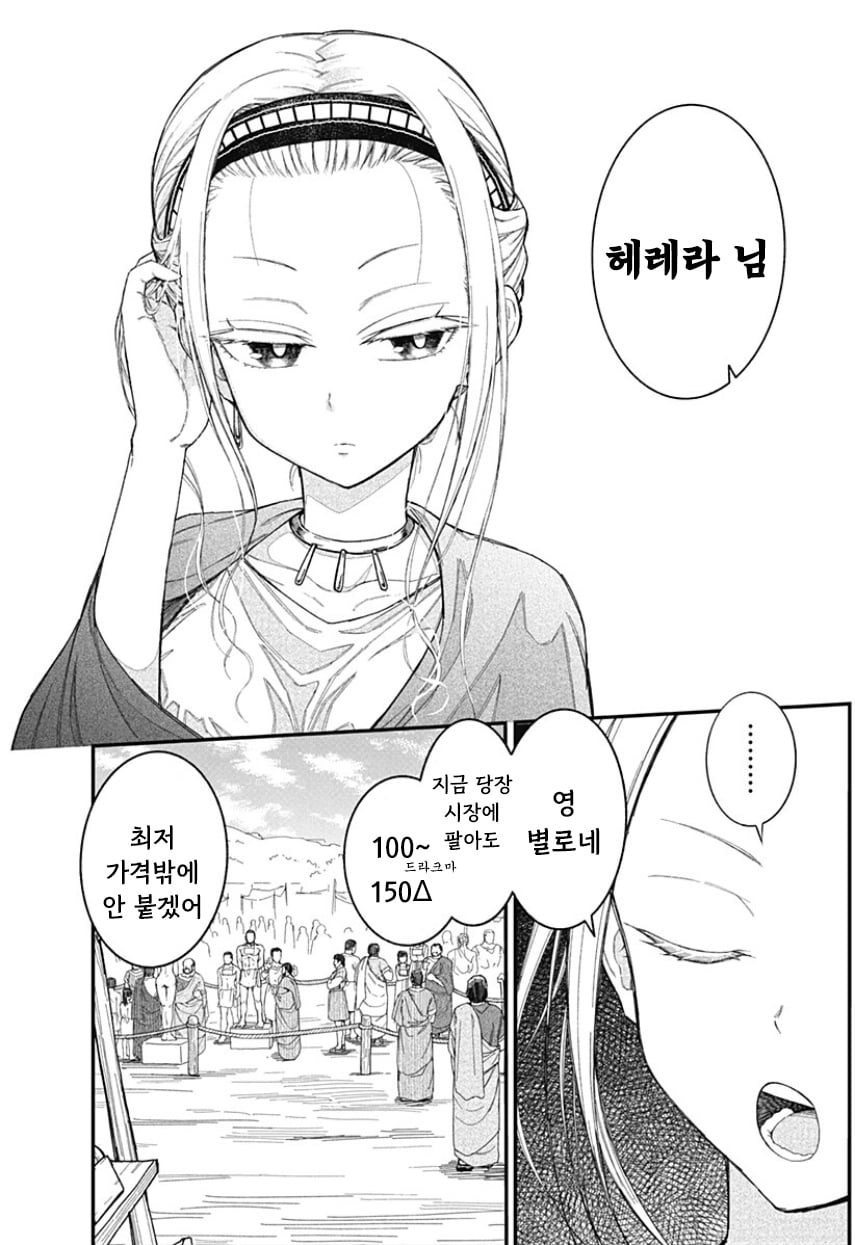 헤레라 님
………
영
별로네
지금 당장
시장에
팔아도
100~
드라크마
150Δ
최저
가격밖에
안 붙겠어